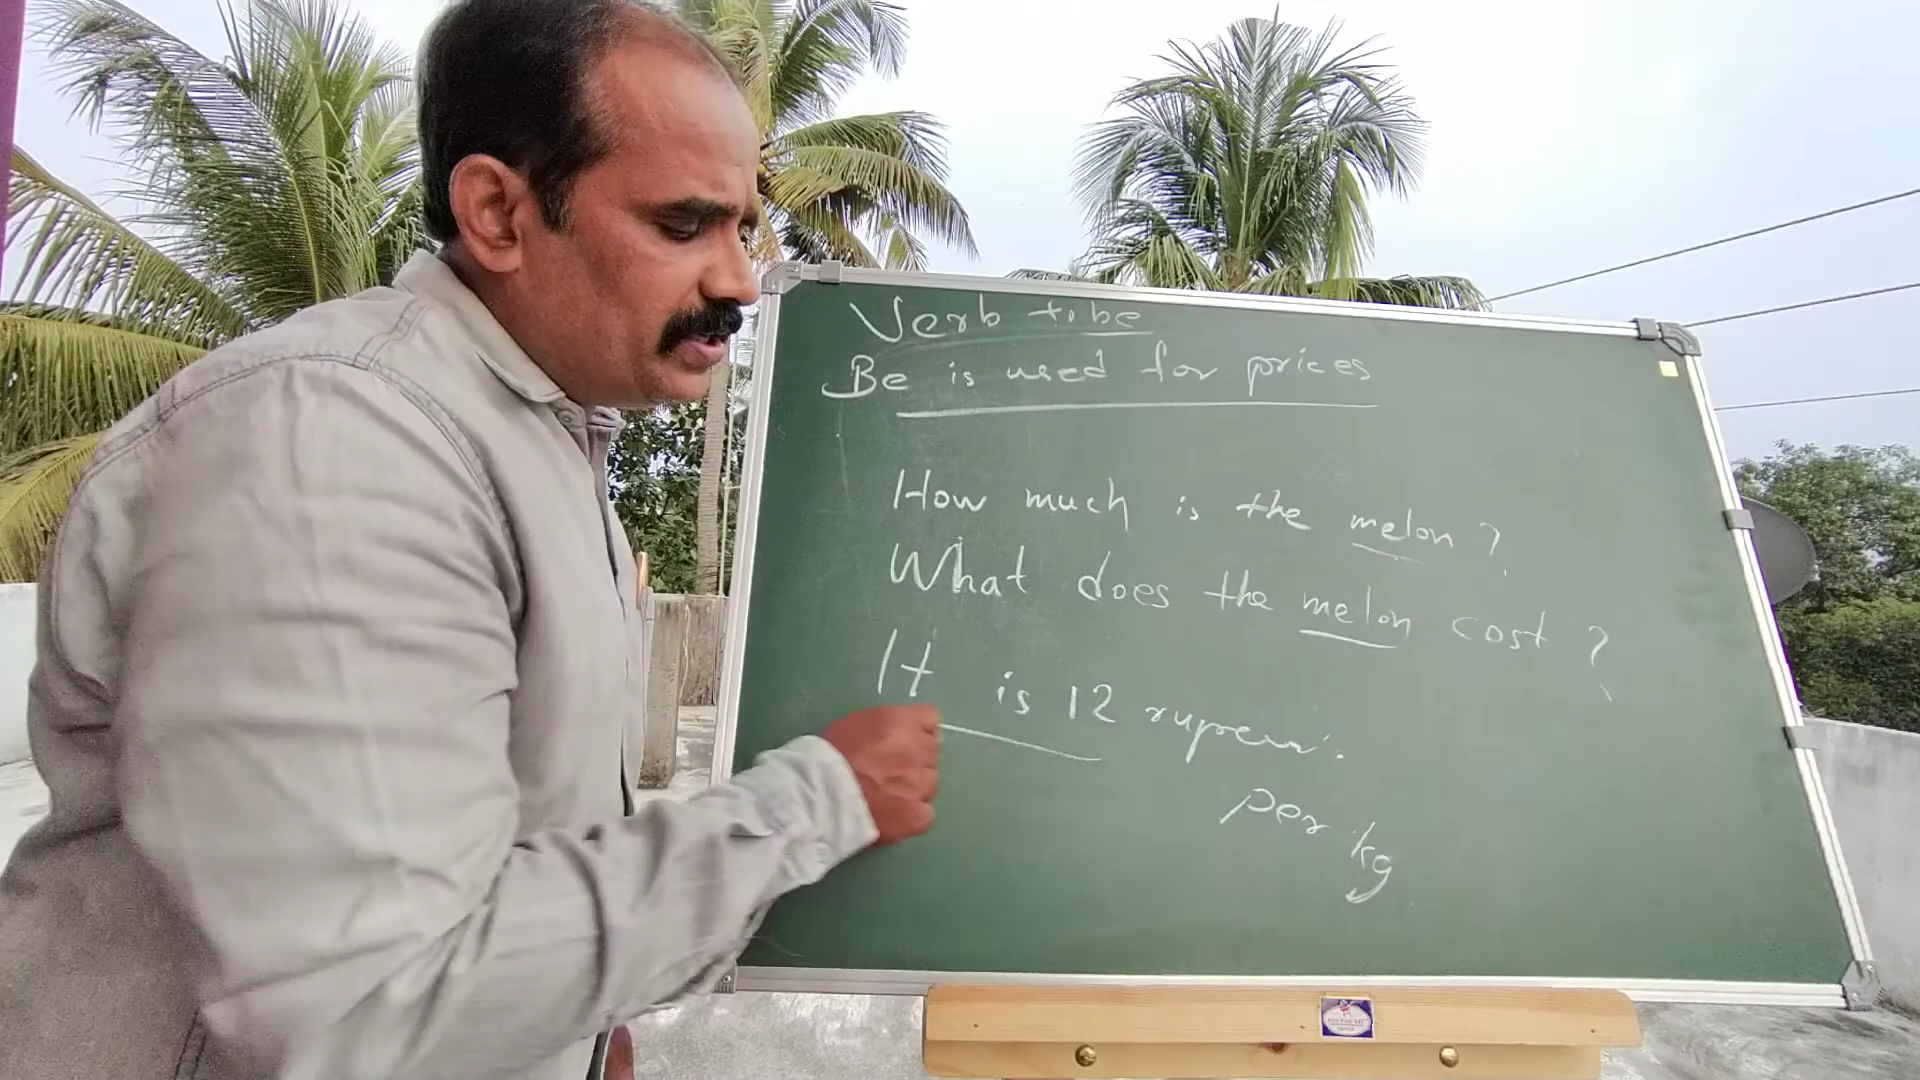 Verb to be
Be is used for prices
How much is the melon?
What does the melon cost?
It is 12 rupees.
per kg